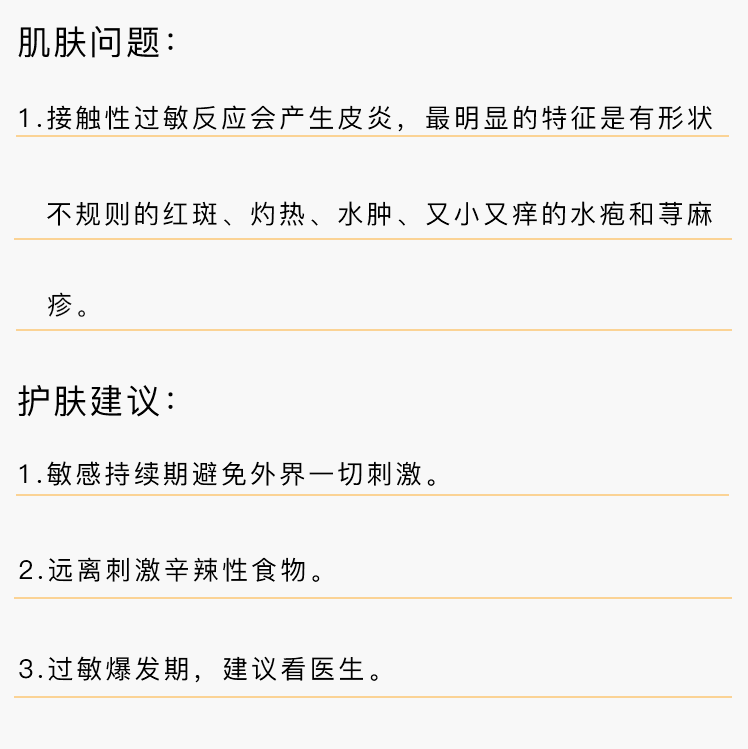 肌肤问题：
1.接触性过敏反应会产生皮炎，最明显的特征是有形状
不规则的红斑、灼热、水肿、又小又痒的水疱和荨麻
疹。
护肤建议：
1.敏感持续期避免外界一切刺激。
2.远离刺激辛辣性食物。
3.过敏爆发期，建议看医生。